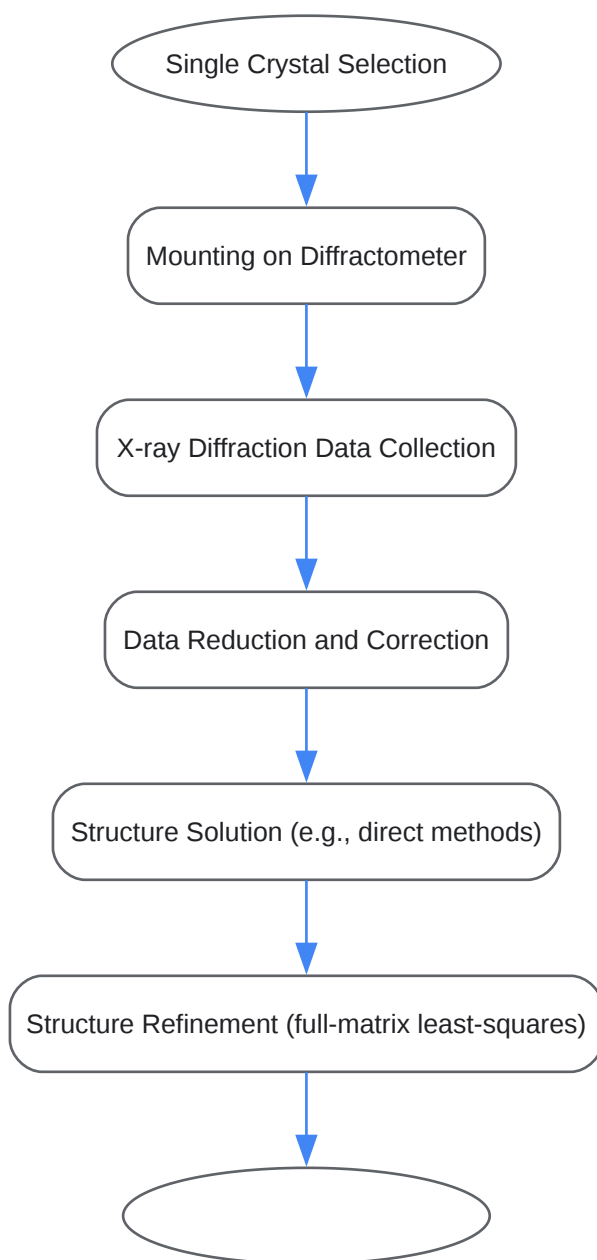 Single Crystal Selection
Mounting on Diffractometer
X-ray Diffraction Data Collection
Data Reduction and Correction
Structure Solution (e.g., direct methods)
Structure Refinement (full-matrix least-squares)